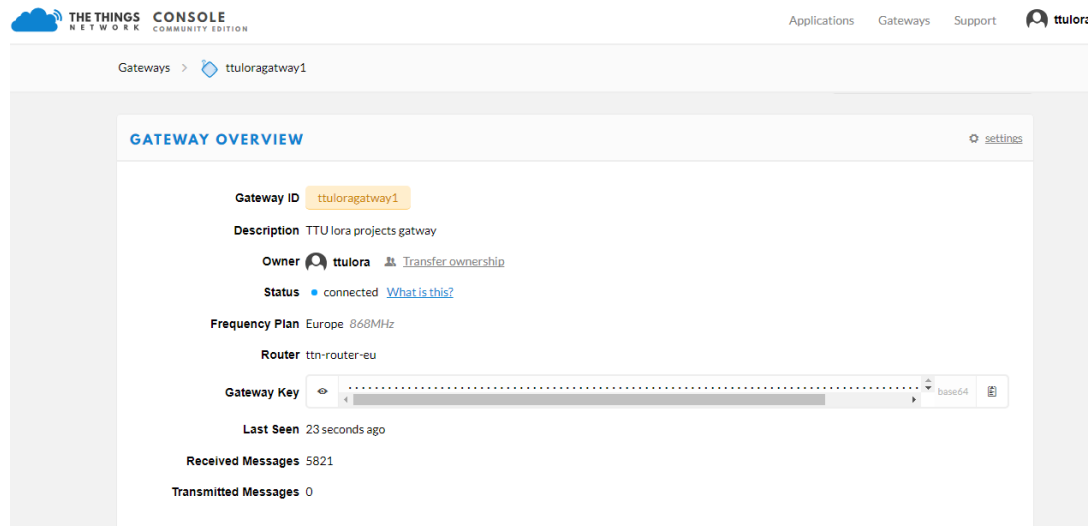 THE THINGS CONSOLE
NETWORK COMMUNITY EDITION
Applications Gateways Support ttulora
Gateways > ttuloragatway1
GATEWAY OVERVIEW
settings
Gateway ID ttuloragatway1
Description TTU lora projects gatway
Owner ttulora Transfer ownership
Status connected What is this?
Frequency Plan Europe 868MHz
Router ttn-router-eu
Gateway Key base64
Last Seen 23 seconds ago
Received Messages 5821
Transmitted Messages 0